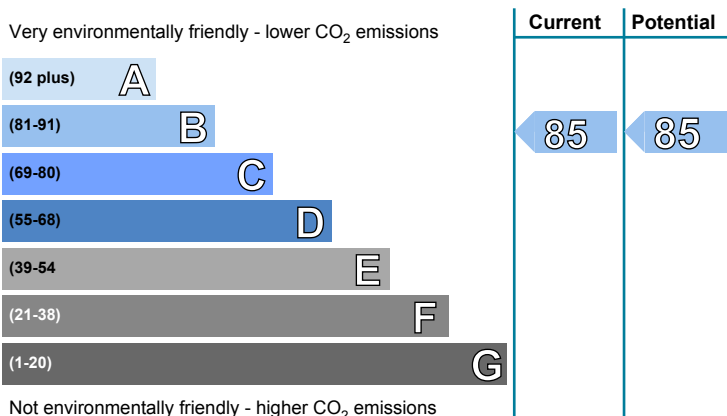 Very environmentally friendly - lower CO₂ emissions
Current Potential
(92 plus) A
(81-91) B
85 85
(69-80) C
(55-68) D
(39-54 E
(21-38) F
(1-20) G
Not environmentally friendly - higher CO₂ emissions